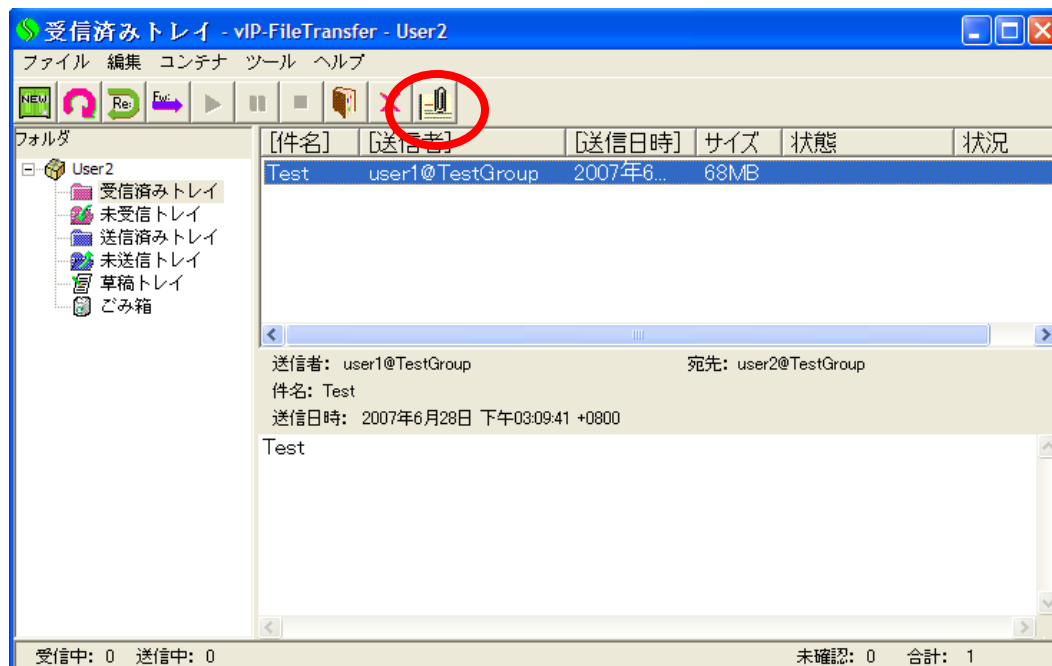 受信済みトレイ - vIP-FileTransfer - User2
ファイル 編集 コンテナ ツール ヘルプ
NEW Re: Fw:
フォルダ
[件名] [送信者] [送信日時] サイズ 状態 状況
User2
Test user1@TestGroup 2007年6... 68MB
受信済みトレイ
未受信トレイ
送信済みトレイ
未送信トレイ
草稿トレイ
ごみ箱
送信者: user1@TestGroup 宛先: user2@TestGroup
件名: Test
送信日時: 2007年6月28日 下午03:09:41 +0800
Test
受信中: 0 送信中: 0 未確認: 0 合計: 1